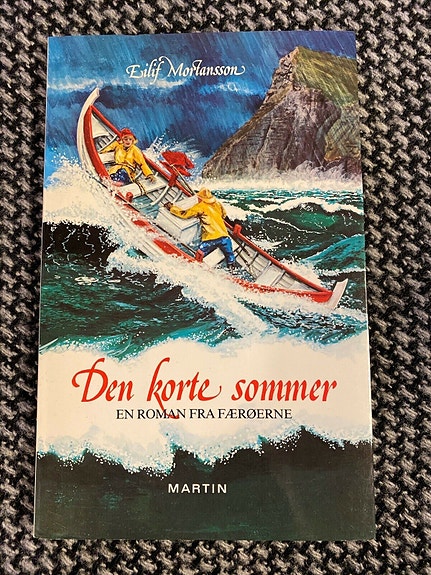 Eilif Mortansson
Den korte sommer
EN ROMAN FRA FÆRØERNE
MARTIN